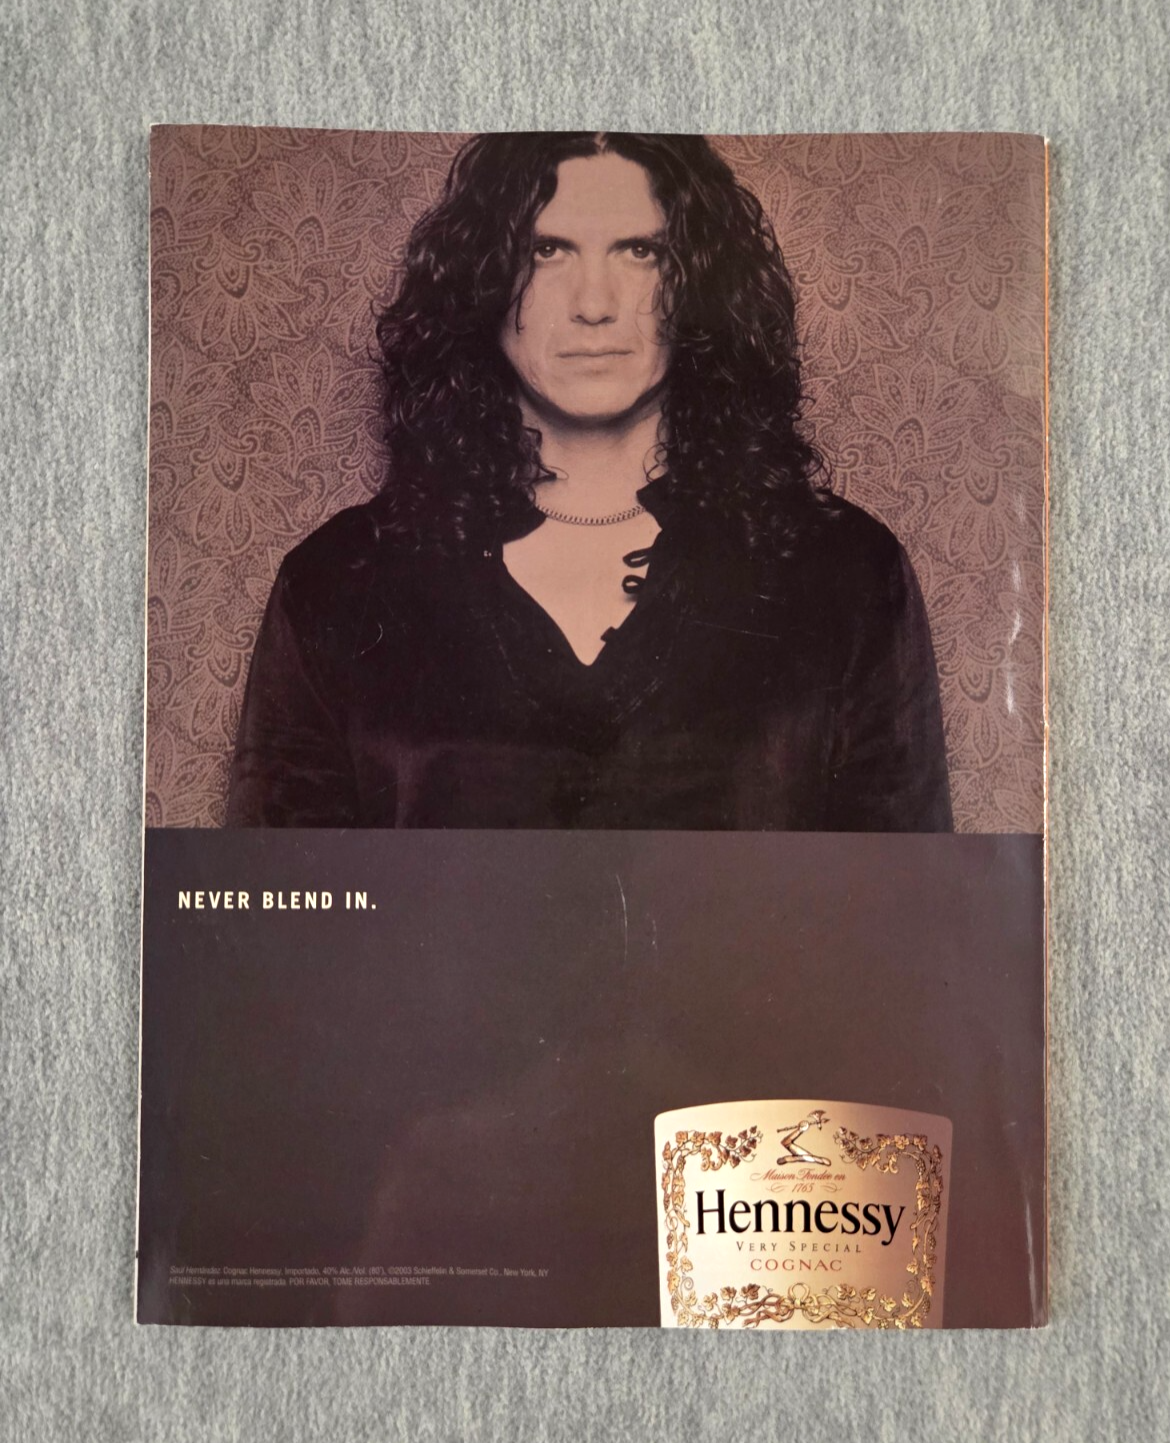 NEVER BLEND IN.
Maison Fondée en
1765
Hennessy
VERY SPECIAL
COGNAC
Saúl Hernández. Cognac Hennessy. Importado, 40% Alc./Vol. (80˚), ©2003 Schieffelin & Somerset Co., New York, NY
HENNESSY es una marca registrada. POR FAVOR, TOME RESPONSABLEMENTE.